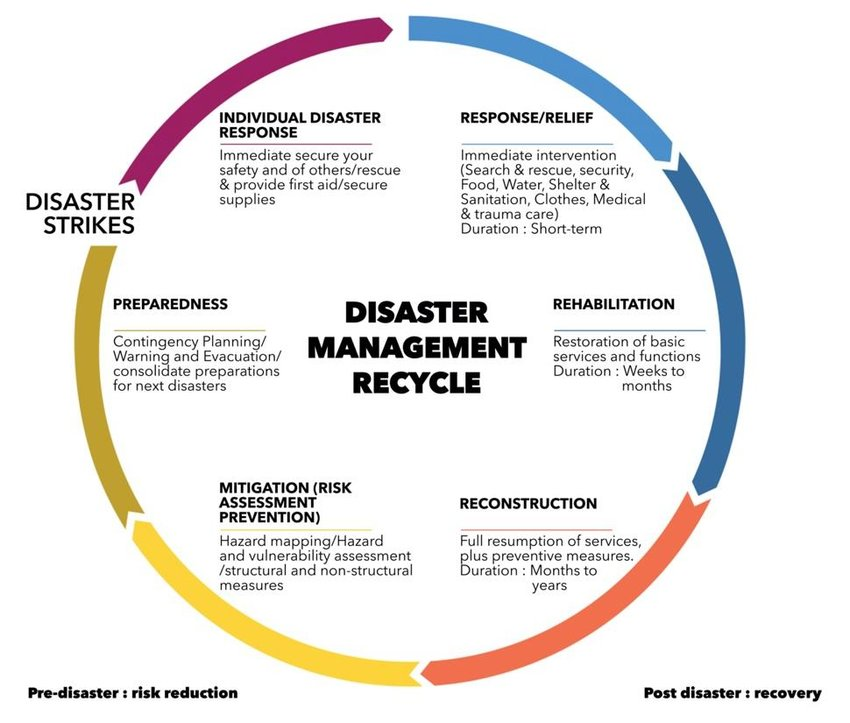 INDIVIDUAL DISASTER
RESPONSE
Immediate secure your
safety and of others/rescue
& provide first aid/secure
supplies
RESPONSE/RELIEF
Immediate intervention
(Search & rescue, security,
Food, Water, Shelter &
Sanitation, Clothes, Medical
& trauma care)
Duration : Short-term
DISASTER
STRIKES
PREPAREDNESS
Contingency Planning/
Warning and Evacuation/
consolidate preparations
for next disasters
DISASTER
MANAGEMENT
RECYCLE
REHABILITATION
Restoration of basic
services and functions
Duration : Weeks to
months
MITIGATION (RISK
ASSESSMENT
PREVENTION)
Hazard mapping/Hazard
and vulnerability assessment
/structural and non-structural
measures
RECONSTRUCTION
Full resumption of services,
plus preventive measures.
Duration : Months to
years
Pre-disaster : risk reduction
Post disaster : recovery